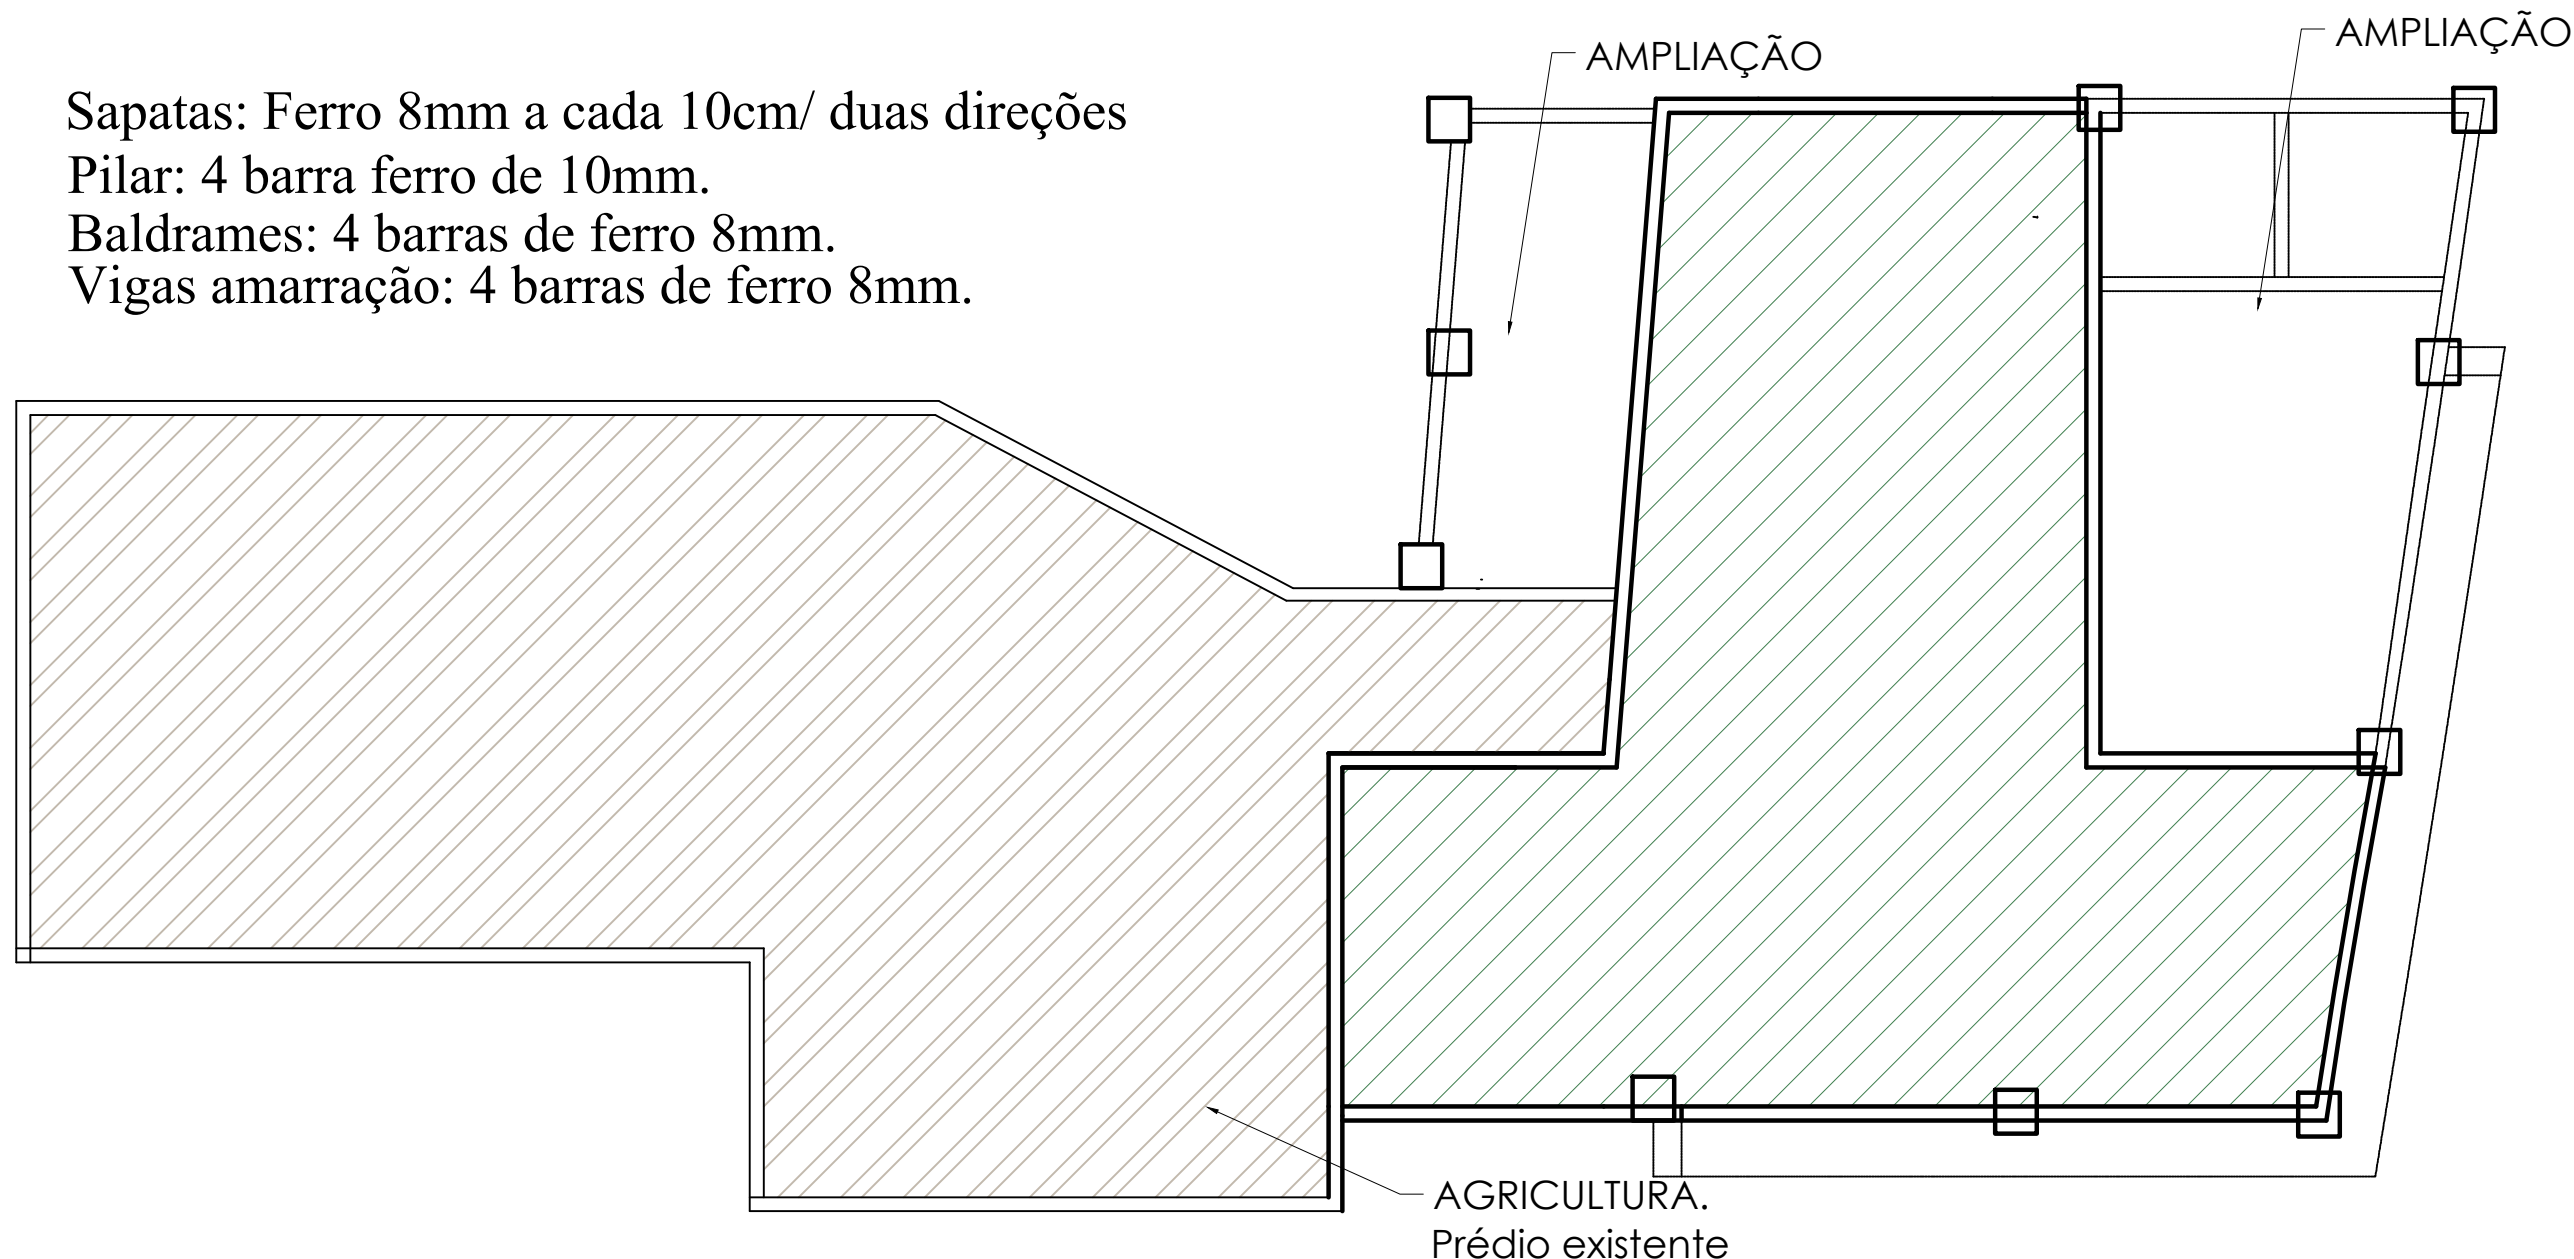 AMPLIAÇÃO
AMPLIAÇÃO
Sapatas: Ferro 8mm a cada 10cm/ duas direções
Pilar: 4 barra ferro de 10mm.
Baldrames: 4 barras de ferro 8mm.
Vigas amarração: 4 barras de ferro 8mm.
AGRICULTURA.
Prédio existente